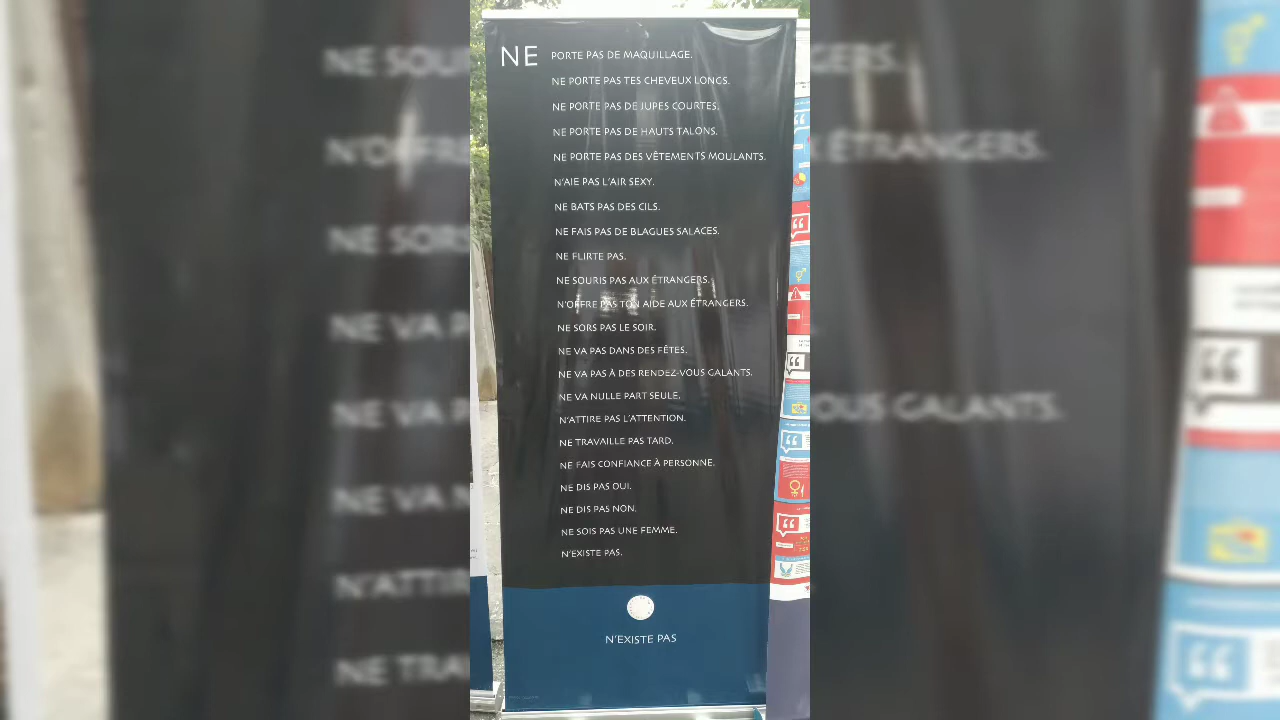 NE PORTE PAS DE MAQUILLAGE.
NE PORTE PAS TES CHEVEUX LONGS.
NE PORTE PAS DE JUPES COURTES.
NE PORTE PAS DE HAUTS TALONS.
NE PORTE PAS DES VÊTEMENTS MOULANTS.
N'AIE PAS L'AIR SEXY.
NE BATS PAS DES CILS.
NE FAIS PAS DE BLAGUES SALACES.
NE FLIRTE PAS.
NE SOURIS PAS AUX ÉTRANGERS.
N'OFFRE PAS TON AIDE AUX ÉTRANGERS.
NE SORS PAS LE SOIR.
NE VA PAS DANS DES FÊTES.
NE VA PAS À DES RENDEZ-VOUS GALANTS.
NE VA NULLE PART SEULE.
N'ATTIRE PAS L'ATTENTION.
NE TRAVAILLE PAS TARD.
NE FAIS CONFIANCE À PERSONNE.
NE DIS PAS OUI.
NE DIS PAS NON.
NE SOIS PAS UNE FEMME.
N'EXISTE PAS.
N'EXISTE PAS